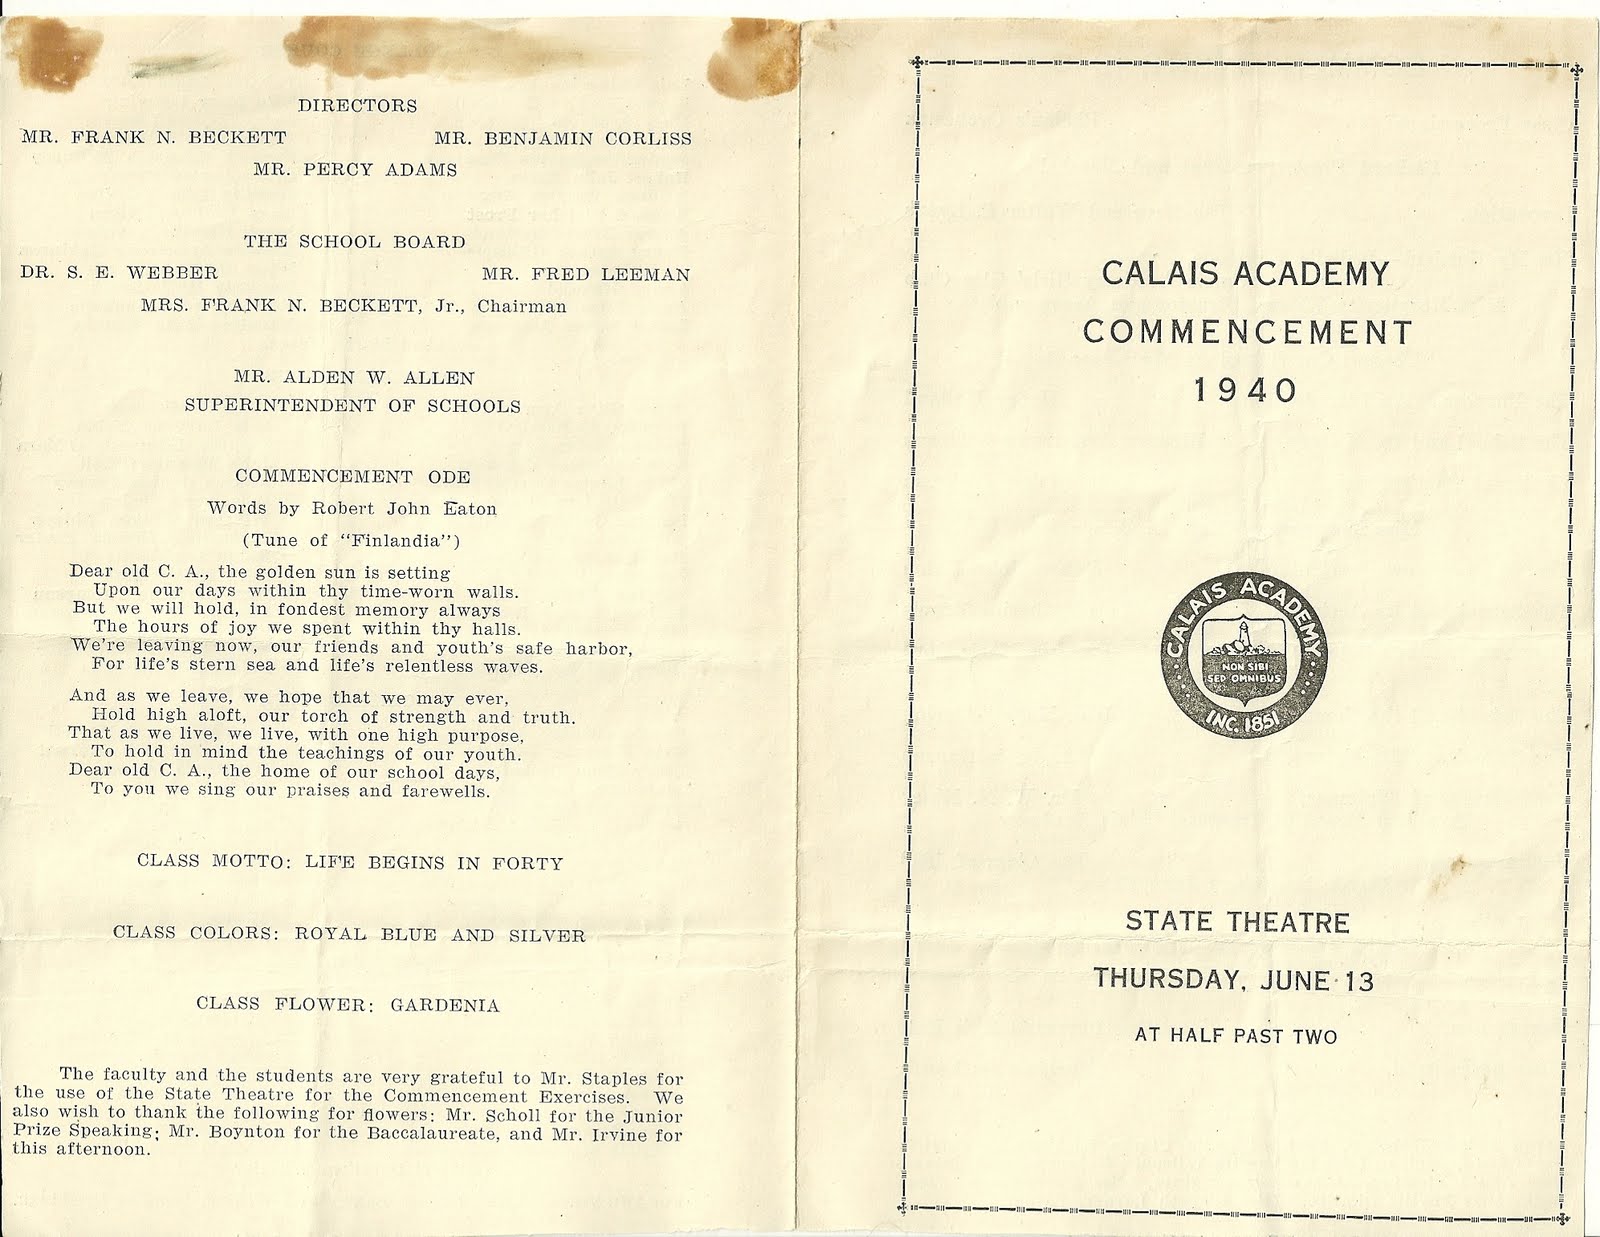 DIRECTORS
MR. FRANK N. BECKETT MR. BENJAMIN CORLISS
MR. PERCY ADAMS
THE SCHOOL BOARD
DR. S. E. WEBBER MR. FRED LEEMAN
MRS. FRANK N. BECKETT, Jr., Chairman
MR. ALDEN W. ALLEN
SUPERINTENDENT OF SCHOOLS
COMMENCEMENT ODE
Words by Robert John Eaton
(Tune of “Finlandia”)
Dear old C. A., the golden sun is setting
Upon our days within thy time-worn walls.
But we will hold, in fondest memory always
The hours of joy we spent within thy halls.
We're leaving now, our friends and youth's safe harbor,
For life's stern sea and life's relentless waves.
And as we leave, we hope that we may ever,
Hold high aloft, our torch of strength and truth.
That as we live, we live, with one high purpose,
To hold in mind the teachings of our youth.
Dear old C. A., the home of our school days,
To you we sing our praises and farewells.
CLASS MOTTO: LIFE BEGINS IN FORTY
CLASS COLORS: ROYAL BLUE AND SILVER
CLASS FLOWER: GARDENIA
The faculty and the students are very grateful to Mr. Staples for
the use of the State Theatre for the Commencement Exercises. We
also wish to thank the following for flowers: Mr. Scholl for the Junior
Prize Speaking; Mr. Boynton for the Baccalaureate, and Mr. Irvine for
this afternoon.
CALAIS ACADEMY
COMMENCEMENT
1940
CALAIS ACADEMY
NON SIBI
SED OMNIBUS
INC. 1851
STATE THEATRE
THURSDAY, JUNE 13
AT HALF PAST TWO